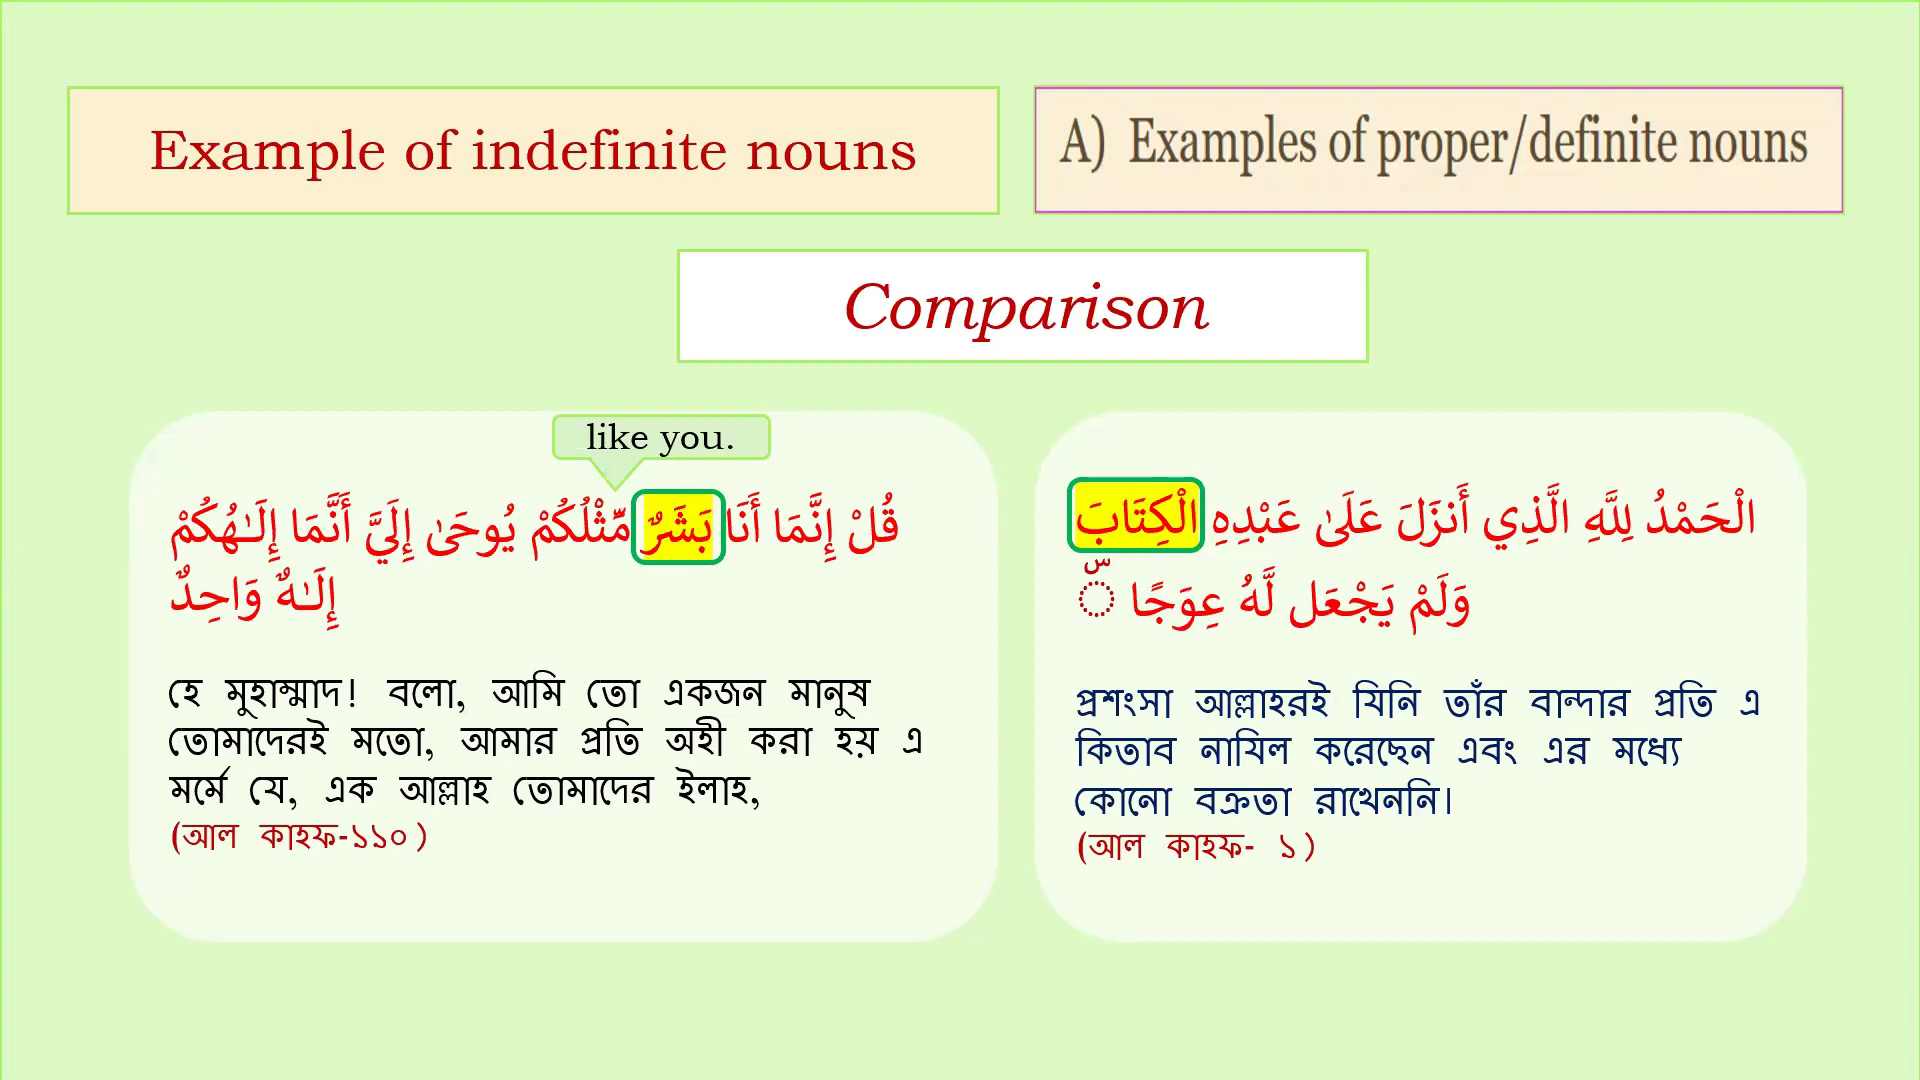 Example of indefinite nouns
A) Examples of proper/definite nouns
Comparison
like you.
قُلْ إِنَّمَا أَنَا بَشَرٌ مِّثْلُكُمْ يُوحَىٰ إِلَيَّ أَنَّمَا إِلَـٰهُكُمْ
إِلَـٰهٌ وَاحِدٌ
হে মুহাম্মাদ! বলো, আমি তো একজন মানুষ
তোমাদেরই মতো, আমার প্রতি অহী করা হয় এ
মর্মে যে, এক আল্লাহ তোমাদের ইলাহ,
(আল কাহফ-১১০)
الْحَمْدُ لِلَّهِ الَّذِي أَنزَلَ عَلَىٰ عَبْدِهِ الْكِتَابَ
وَلَمْ يَجْعَل لَّهُ عِوَجًا ۜ
প্রশংসা আল্লাহরই যিনি তাঁর বান্দার প্রতি এ
কিতাব নাযিল করেছেন এবং এর মধ্যে
কোনো বক্রতা রাখেননি।
(আল কাহফ- ১)